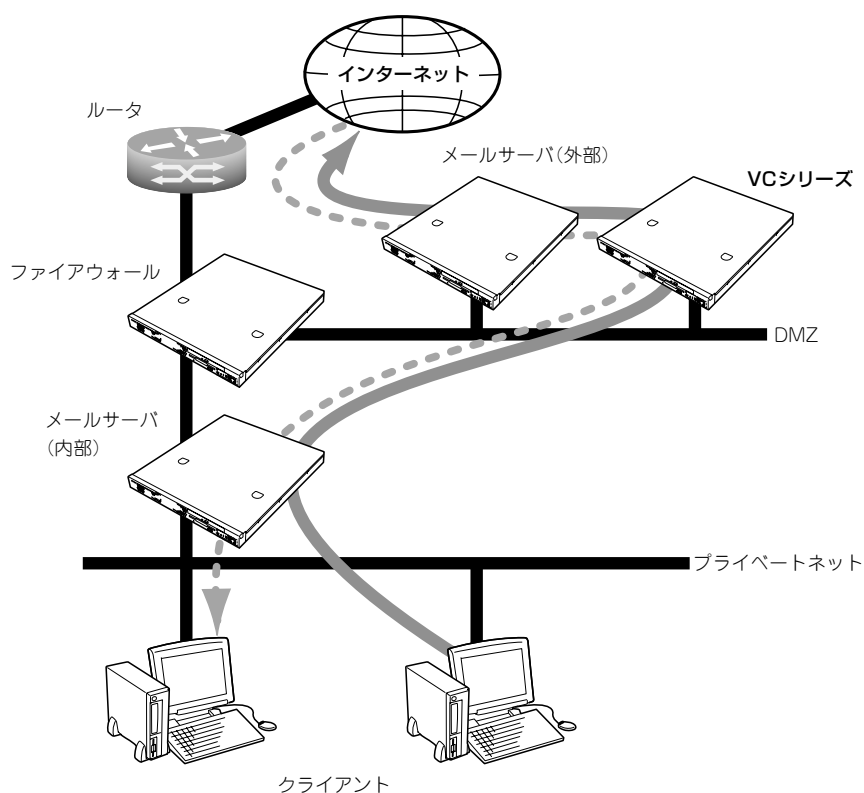 インターネット
ルータ
メールサーバ(外部)
VCシリーズ
ファイアウォール
DMZ
メールサーバ
(内部)
プライベートネット
クライアント